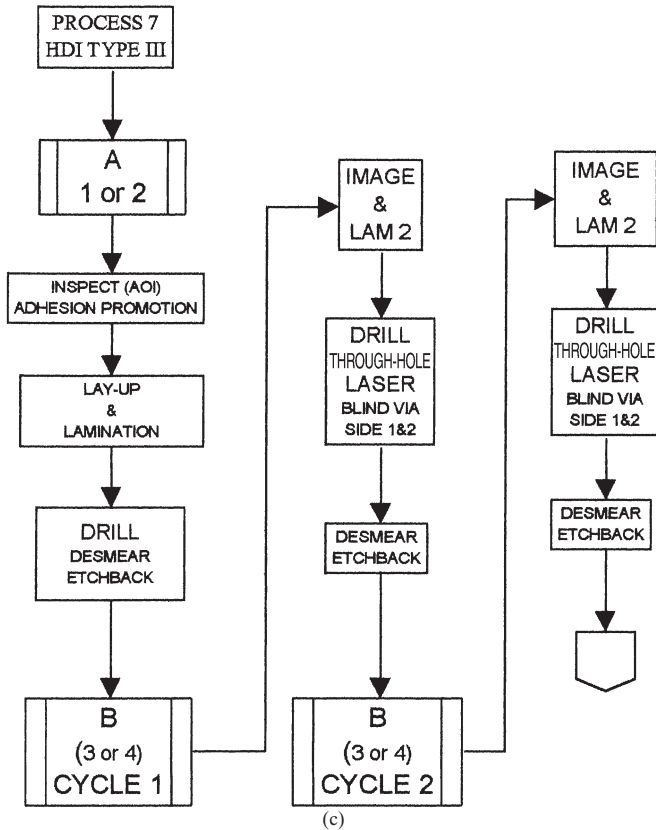 PROCESS 7
HDI TYPE III
A
1 or 2
INSPECT (AOI)
ADHESION PROMOTION
LAY-UP
&
LAMINATION
DRILL
DESMEAR
ETCHBACK
B
(3 or 4)
CYCLE 1
IMAGE
&
LAM 2
DRILL
THROUGH-HOLE
LASER
BLIND VIA
SIDE 1&2
DESMEAR
ETCHBACK
B
(3 or 4)
CYCLE 2
IMAGE
&
LAM 2
DRILL
THROUGH-HOLE
LASER
BLIND VIA
SIDE 1&2
DESMEAR
ETCHBACK
(c)